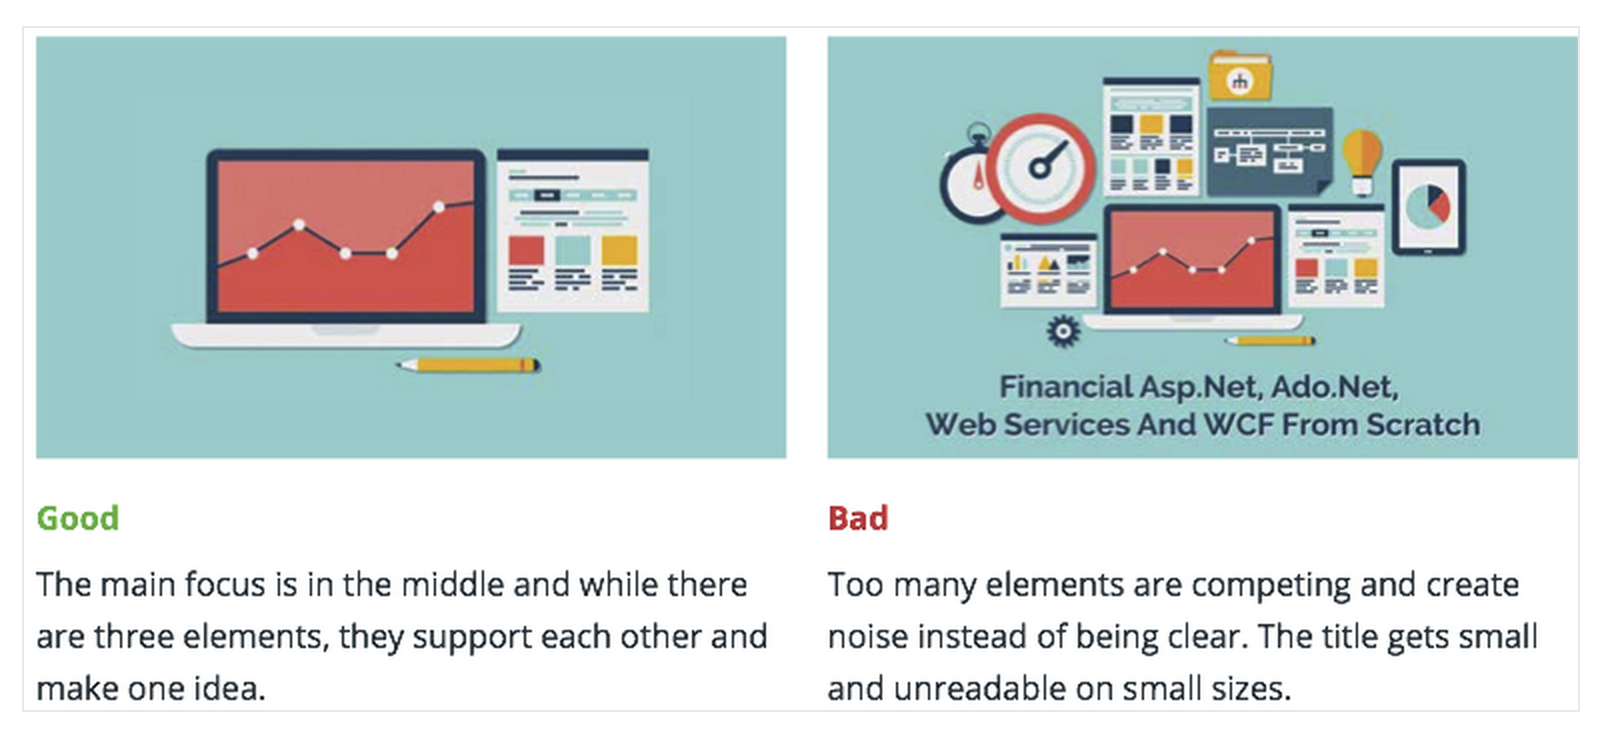 Financial Asp.Net, Ado.Net,
Web Services And WCF From Scratch
Good
The main focus is in the middle and while there
are three elements, they support each other and
make one idea.
Bad
Too many elements are competing and create
noise instead of being clear. The title gets small
and unreadable on small sizes.